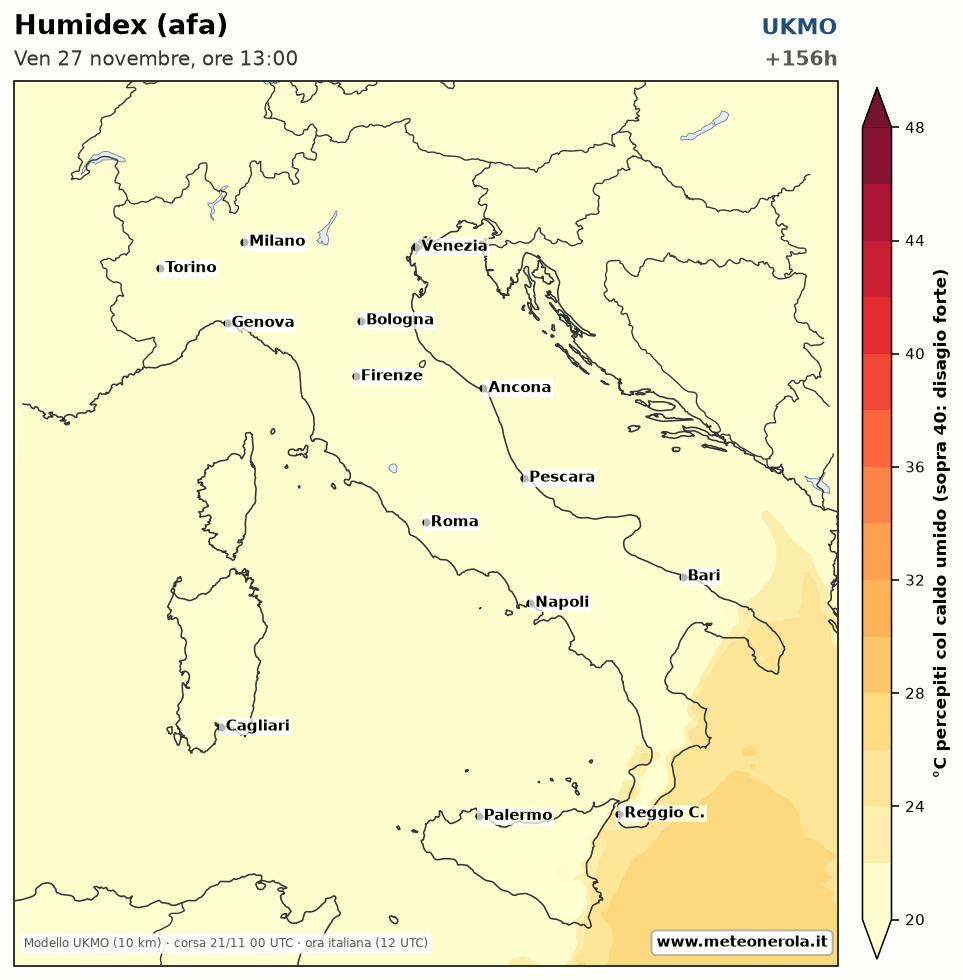 Humidex (afa)
UKMO
Ven 27 novembre, ore 13:00
+156h
48
44
40
36
32
28
24
20
°C percepiti col caldo umido (sopra 40: disagio forte)
Milano
Venezia
Torino
Genova
Bologna
Firenze
Ancona
Pescara
Roma
Bari
Napoli
Cagliari
Palermo
Reggio C.
Modello UKMO (10 km) · corsa 21/11 00 UTC · ora italiana (12 UTC)
www.meteonerola.it